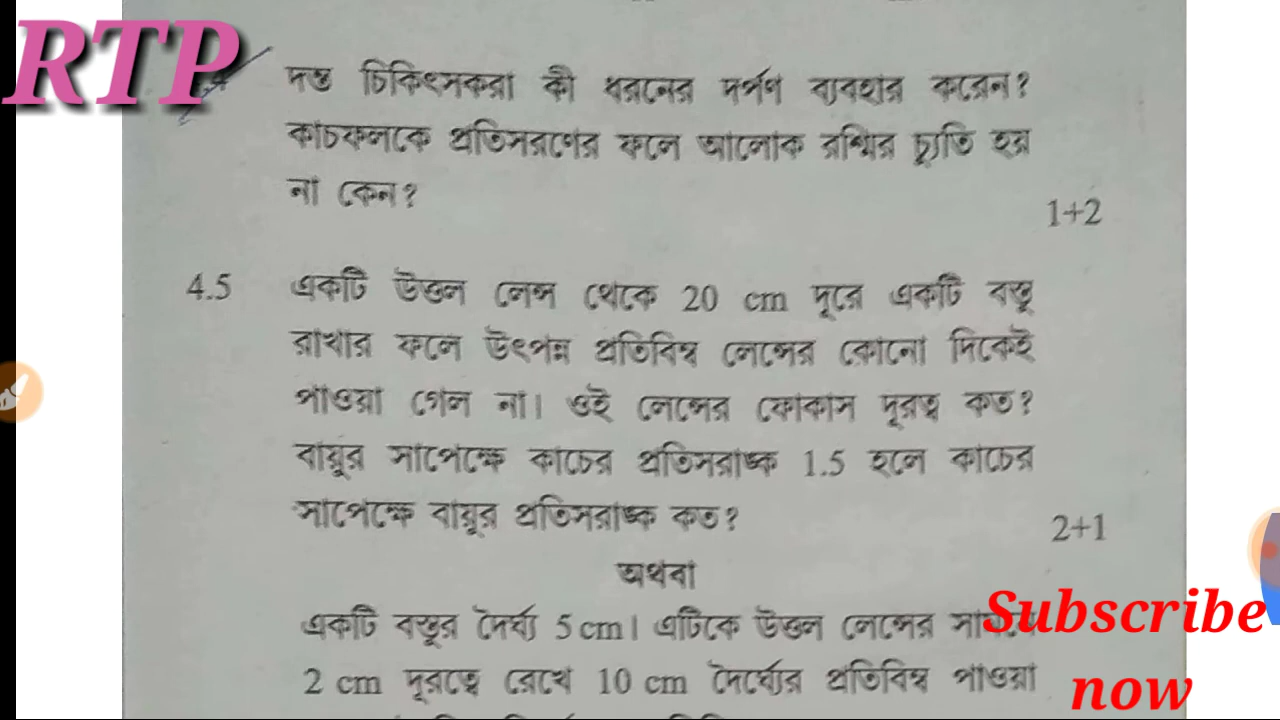 RTP
দন্ত চিকিৎসকরা কী ধরনের দর্পণ ব্যবহার করেন?
কাচফলকে প্রতিসরণের ফলে আলোক রশ্মির চ্যুতি হয়
না কেন?
1+2
4.5 একটি উত্তল লেন্স থেকে 20 cm দূরে একটি বস্তু
রাখার ফলে উৎপন্ন প্রতিবিম্ব লেন্সের কোনো দিকেই
পাওয়া গেল না। ওই লেন্সের ফোকাস দূরত্ব কত?
বায়ুর সাপেক্ষে কাচের প্রতিসরাঙ্ক 1.5 হলে কাচের
সাপেক্ষে বায়ুর প্রতিসরাঙ্ক কত?
2+1
অথবা
একটি বস্তুর দৈর্ঘ্য 5 cm। এটিকে উত্তল লেন্সের
2 cm দূরত্বে রেখে 10 cm দৈর্ঘ্যের প্রতিবিম্ব পাওয়া
Subscribe
now